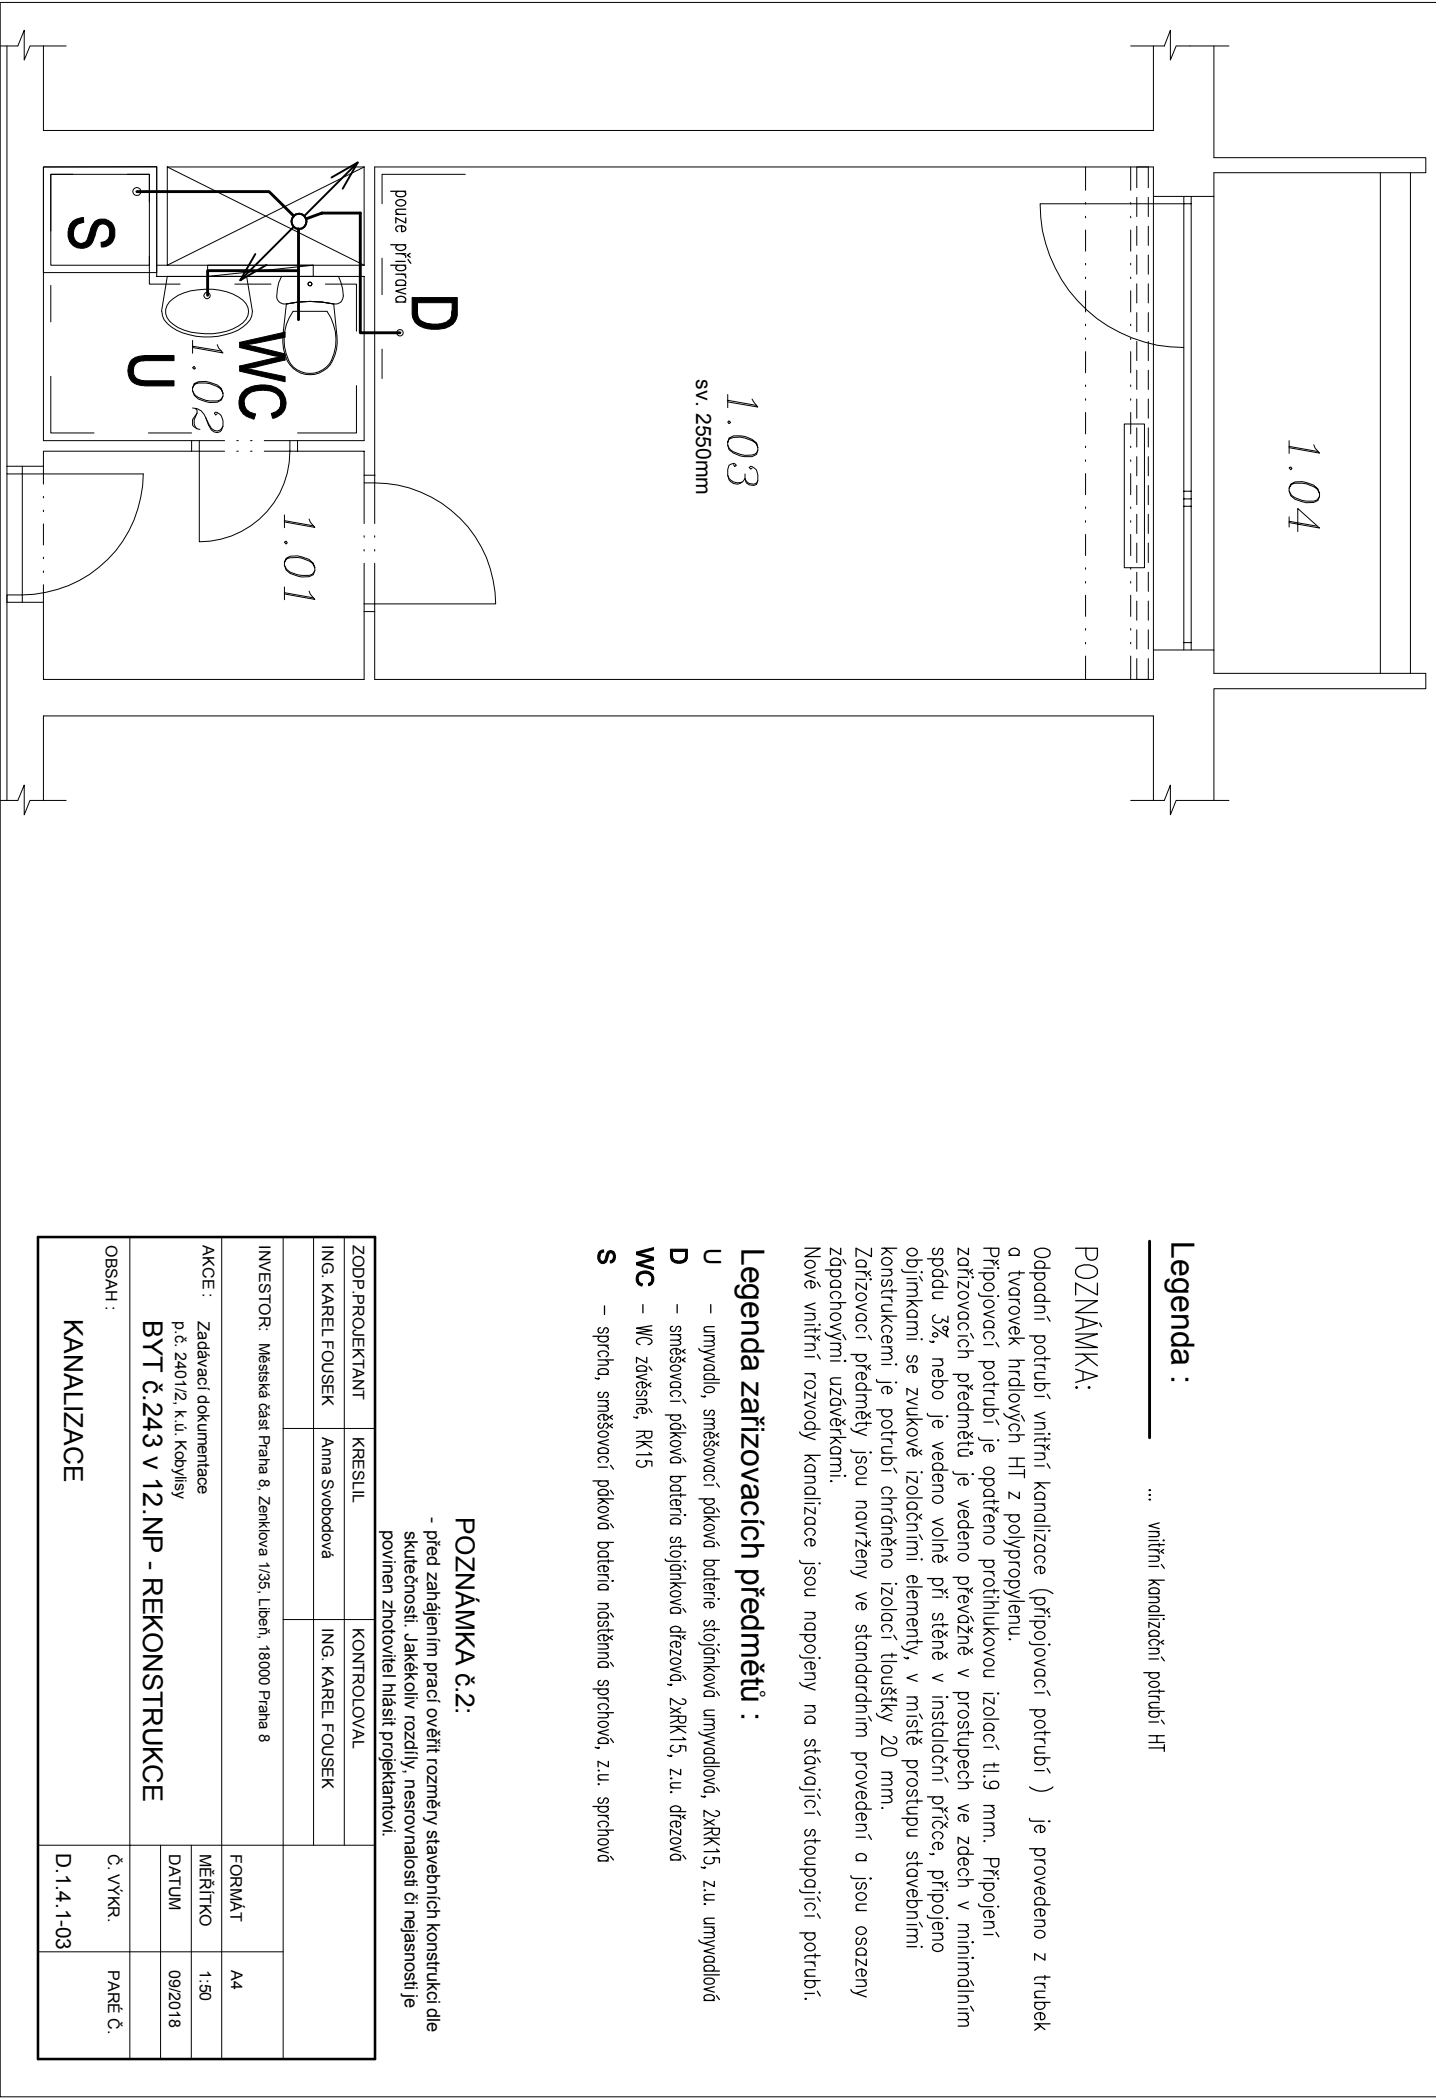 1.04
1.03
sv. 2550mm
D
pouze příprava
WC
1.02
U
S
1.01
Legenda :
... vnitřní kanalizační potrubí HT
POZNÁMKA:
Odpadní potrubí vnitřní kanalizace (připojovací potrubí ) je provedeno z trubek
a tvarovek hrdlových HT z polypropylenu.
Připojovací potrubí je opatřeno protihlukovou izolací tl.9 mm. Připojení
zařizovacích předmětů je vedeno převážně v prostupech ve zdech v minimálním
spádu 3%, nebo je vedeno volně při stěně v instalační příčce, připojeno
objímkami se zvukově izolačními elementy, v místě prostupu stavebními
konstrukcemi je potrubí chráněno izolací tloušťky 20 mm.
Zařizovací předměty jsou navrženy ve standardním provedení a jsou osazeny
zápachovými uzávěrkami.
Nové vnitřní rozvody kanalizace jsou napojeny na stávající stoupající potrubí.
Legenda zařizovacích předmětů :
U – umyvadlo, směšovací páková baterie stojánková umyvadlová, 2xRK15, z.u. umyvadlová
D – směšovací páková bateria stojánková dřezová, 2xRK15, z.u. dřezová
WC – WC závěsné, RK15
S – sprcha, směšovací páková bateria nástěnná sprchová, z.u. sprchová
POZNÁMKA č.2:
- před zahájením prací ověřit rozměry stavebních konstrukcí dle
skutečnosti. Jakékoliv rozdíly, nesrovnalosti či nejasnosti je
povinen zhotovitel hlásit projektantovi.
ZODP.PROJEKTANT KRESLIL KONTROLOVAL
ING. KAREL FOUSEK Anna Svobodová ING. KAREL FOUSEK
INVESTOR: Městská část Praha 8, Zenklova 1/35, Libeň, 18000 Praha 8
FORMÁT A4
AKCE : Zadávací dokumentace
p.č. 2401/2, k.ú. Kobylisy
BYT č.243 v 12.NP - REKONSTRUKCE
MĚŘÍTKO 1:50
DATUM 09/2018
OBSAH :
KANALIZACE
Č. VÝKR. PARÉ Č.
D.1.4.1-03